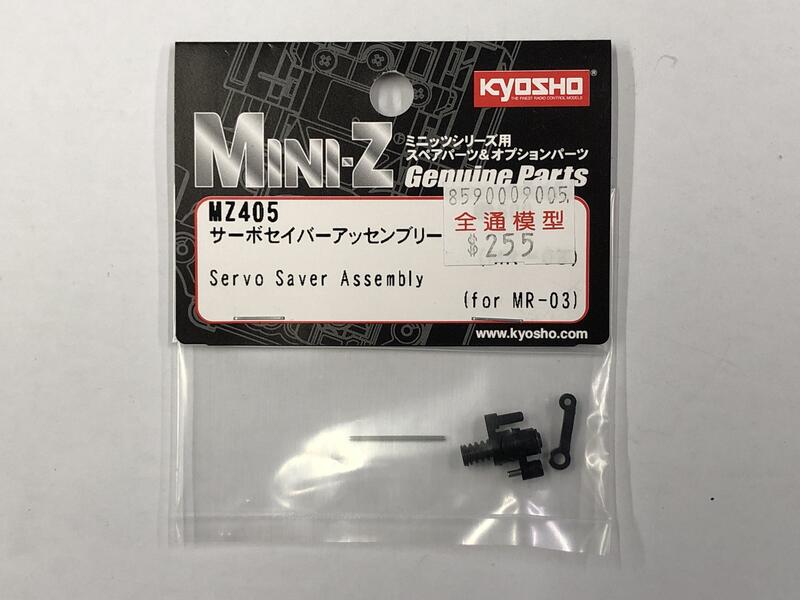 KYOSHO®
THE FINEST RADIO CONTROL MODELS
MINI-Z
ミニッツシリーズ用
スペアパーツ&オプションパーツ
Genuine Parts
8590009005
全通模型
$255
MZ405
サーボセイバーアッセンブリー
Servo Saver Assembly
(for MR-03)
www.kyosho.com